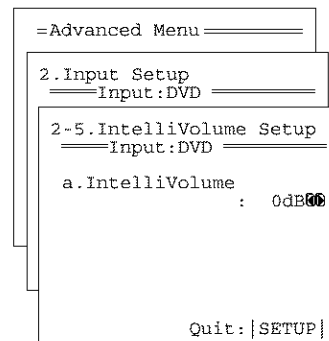 Advanced Menu
2.Input Setup
Input:DVD
2-5.IntelliVolume Setup
Input:DVD
a.IntelliVolume
: 0dB
Quit:|SETUP|